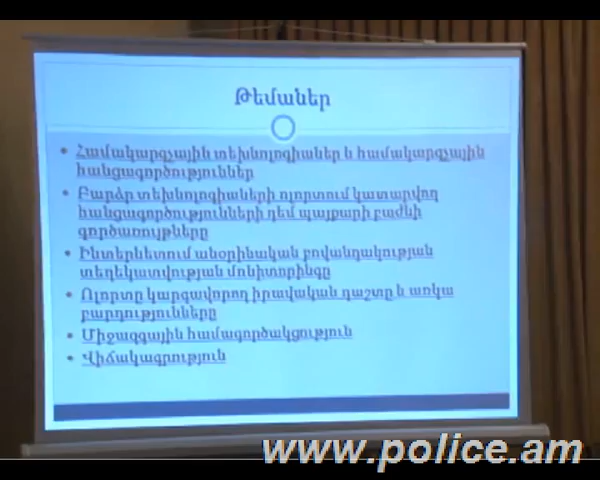 Թեմաներ
• Համակարգչային տեխնոլոգիաներ և համակարգչային
հանցագործություններ
• Բարձր տեխնոլոգիաների ոլորտում կատարվող
հանցագործությունների դեմ պայքարի բաժնի
գործառույթները
• Ինտերնետում անօրինական բովանդակության
տեղեկատվության մոնիտորինգը
• Ոլորտը կարգավորող իրավական դաշտը և առկա
բարդությունները
• Միջազգային համագործակցություն
• Վիճակագրություն
www.police.am